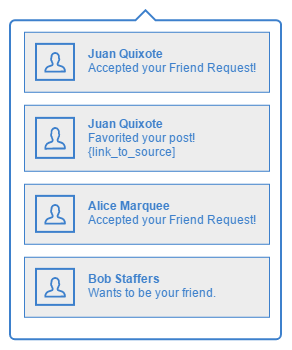 Juan Quixote
Accepted your Friend Request!
Juan Quixote
Favorited your post!
{link_to_source]
Alice Marquee
Accepted your Friend Request!
Bob Staffers
Wants to be your friend.